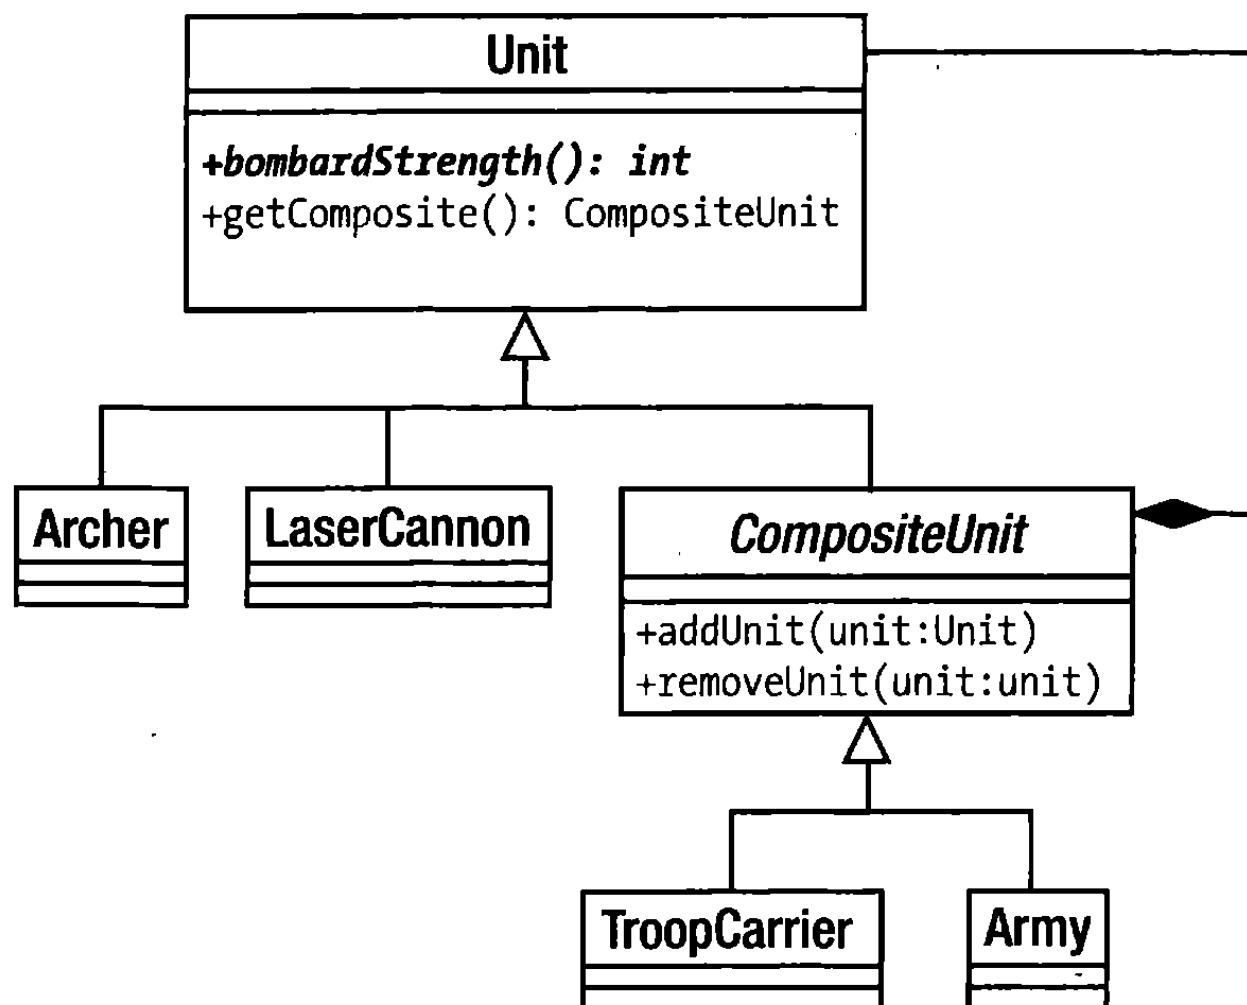 Unit
+bombardStrength(): int
+getComposite(): CompositeUnit
Archer
LaserCannon
CompositeUnit
+addUnit(unit:Unit)
+removeUnit(unit:unit)
TroopCarrier
Army